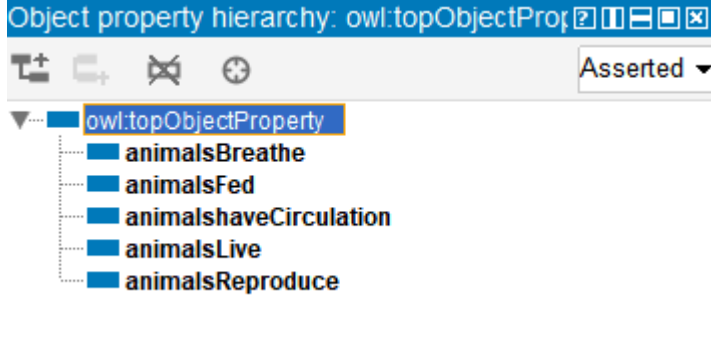 Object property hierarchy: owl:topObjectProp
Asserted
owl:topObjectProperty
animalsBreathe
animalsFed
animalshaveCirculation
animalsLive
animalsReproduce